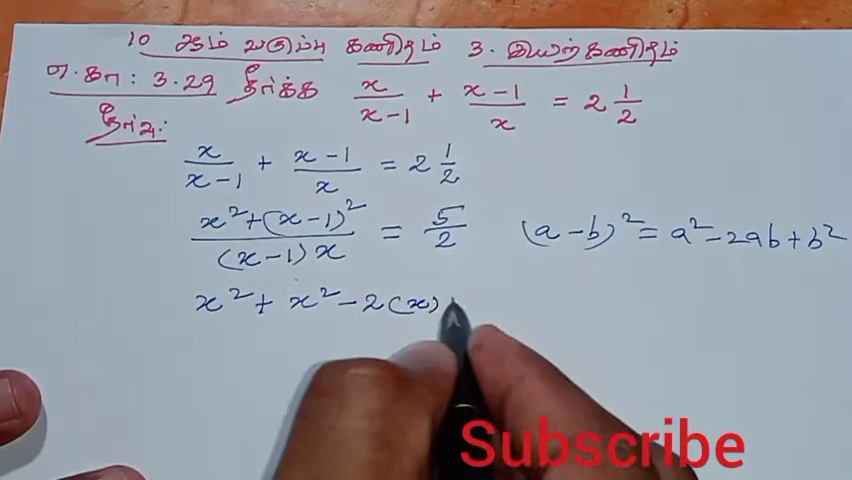 10 ஆம் வகுப்பு கணிதம் 3. இயற்கணிதம்
எ. கா : 3.29 தீர்க்க x/(x-1) + (x-1)/x = 2 1/2
தீர்வு:
x/(x-1) + (x-1)/x = 2 1/2
(x²+(x-1)²)/((x-1)x) = 5/2 (a-b)² = a²-2ab+b²
x² + x² - 2(x)
Subscribe